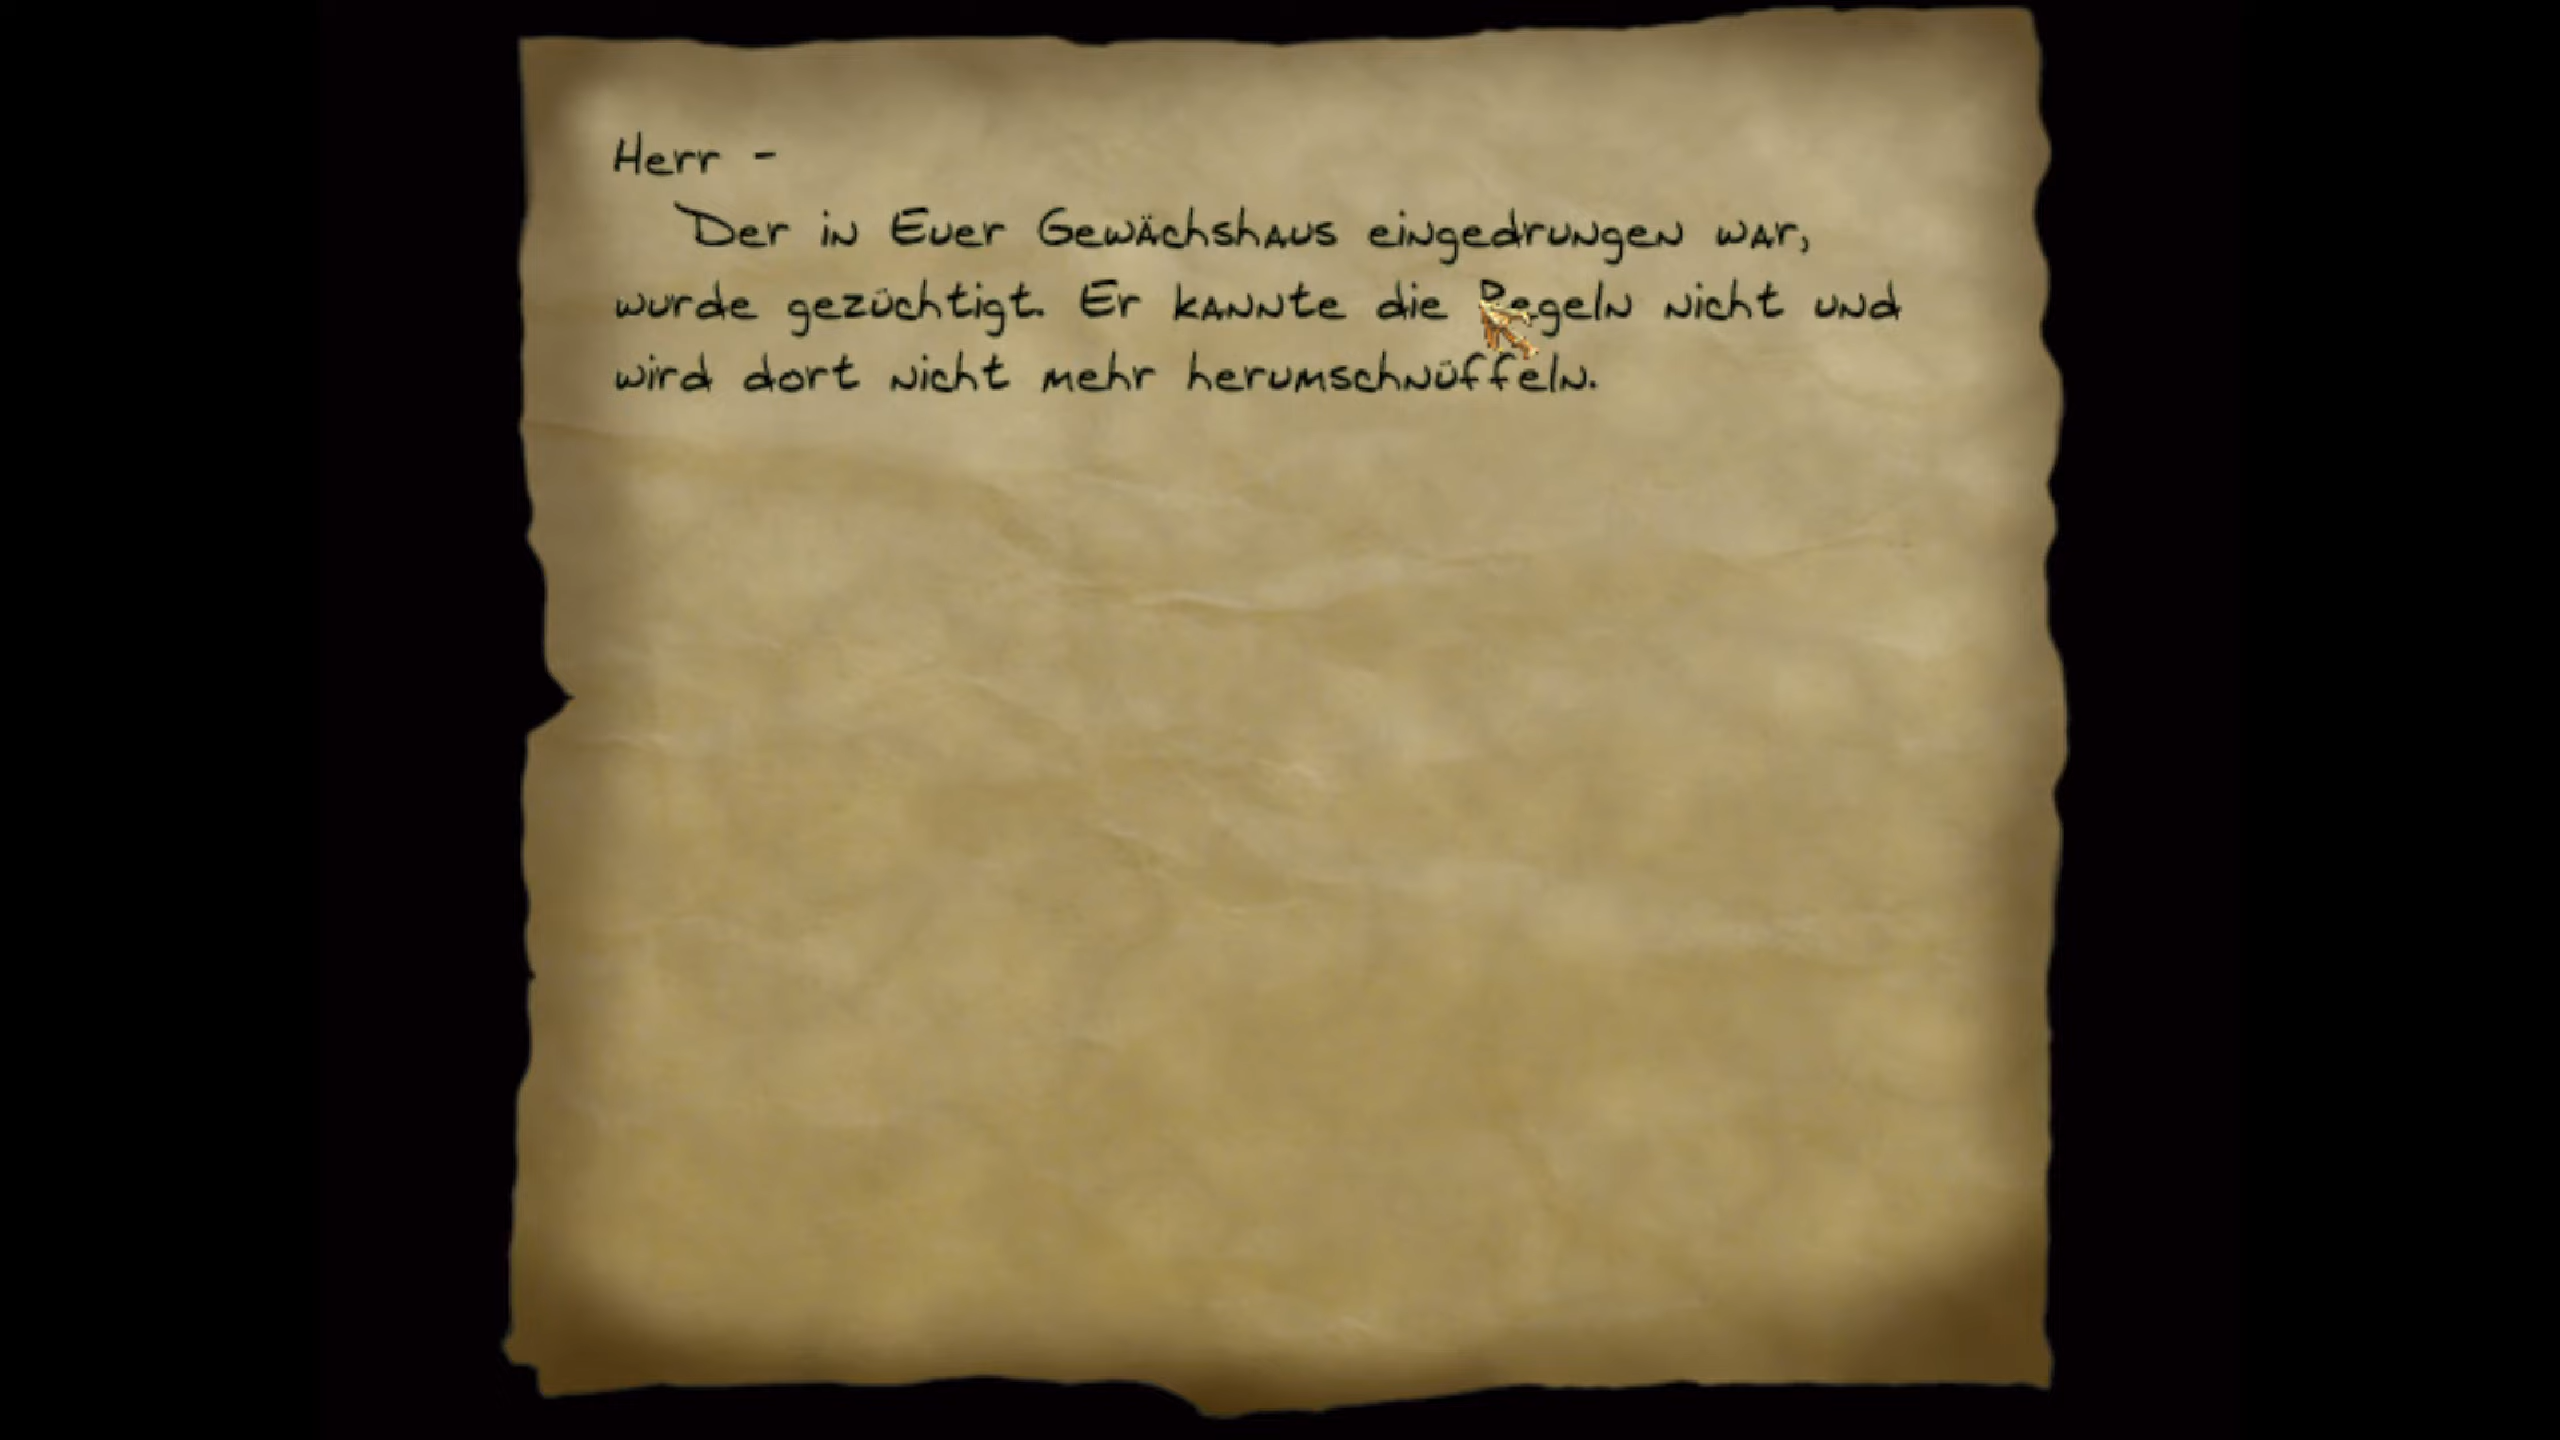 Herr -
Der in Euer Gewächshaus eingedrungen war,
wurde gezüchtigt. Er kannte die Regeln nicht und
wird dort nicht mehr herumschnüffeln.